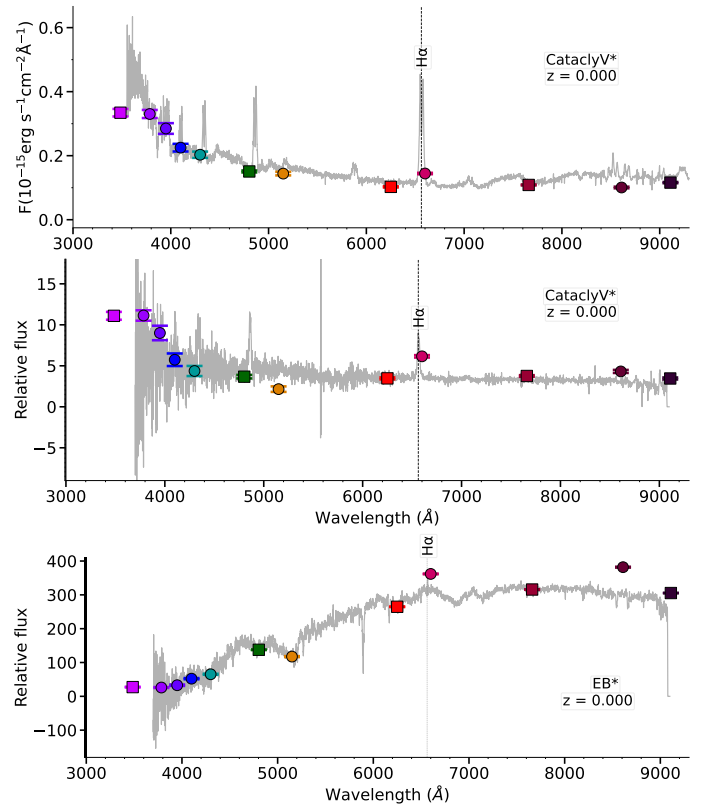 0.6
0.4
0.2
0.0
F(10⁻¹⁵erg s⁻¹cm⁻²Å⁻¹)
Hα
CataclyV*
z = 0.000
3000 4000 5000 6000 7000 8000 9000
15
10
5
0
−5
Relative flux
Hα
CataclyV*
z = 0.000
3000 4000 5000 6000 7000 8000 9000
Wavelength (Å)
400
300
200
100
0
−100
Relative flux
Hα
EB*
z = 0.000
3000 4000 5000 6000 7000 8000 9000
Wavelength (Å)